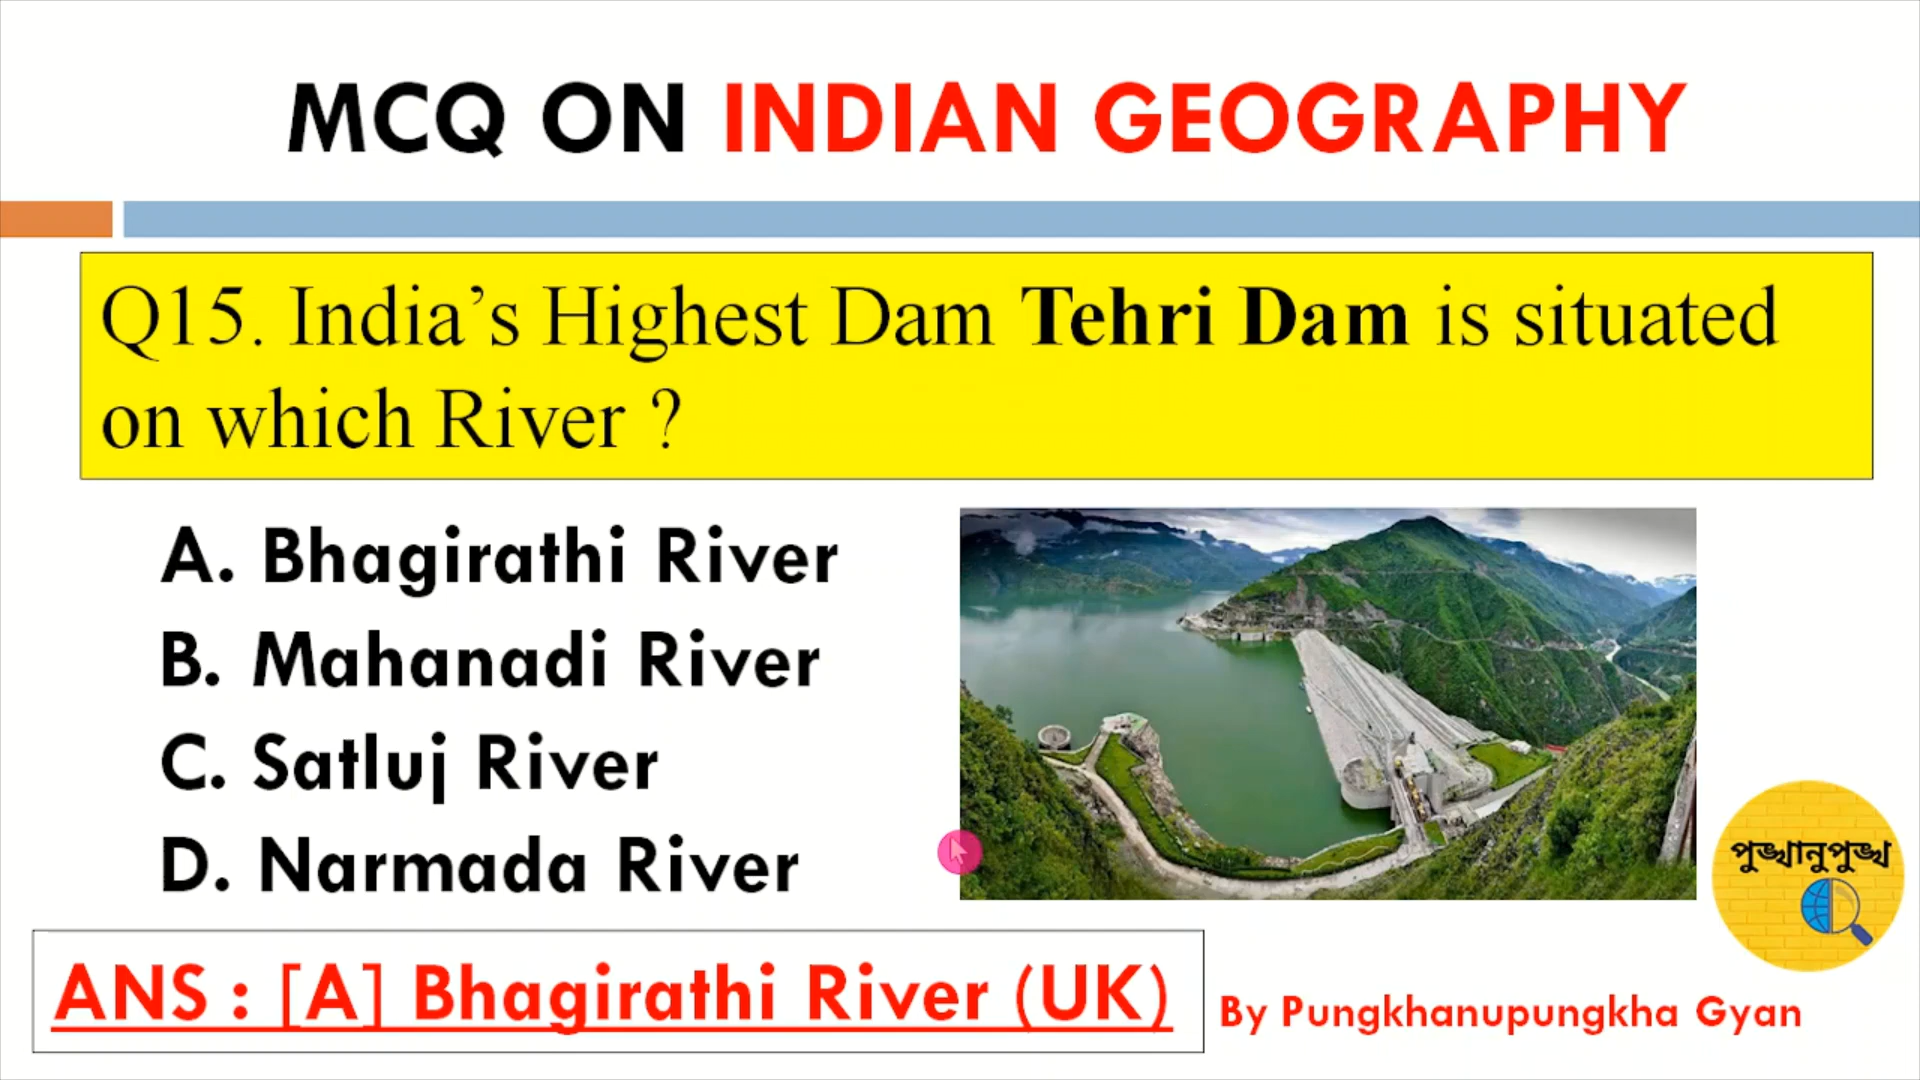 MCQ ON INDIAN GEOGRAPHY
Q15. India’s Highest Dam Tehri Dam is situated
on which River ?
A. Bhagirathi River
B. Mahanadi River
C. Satluj River
D. Narmada River
পুঙ্খানুপুঙ্খ
ANS : [A] Bhagirathi River (UK)
By Pungkhanupungkha Gyan